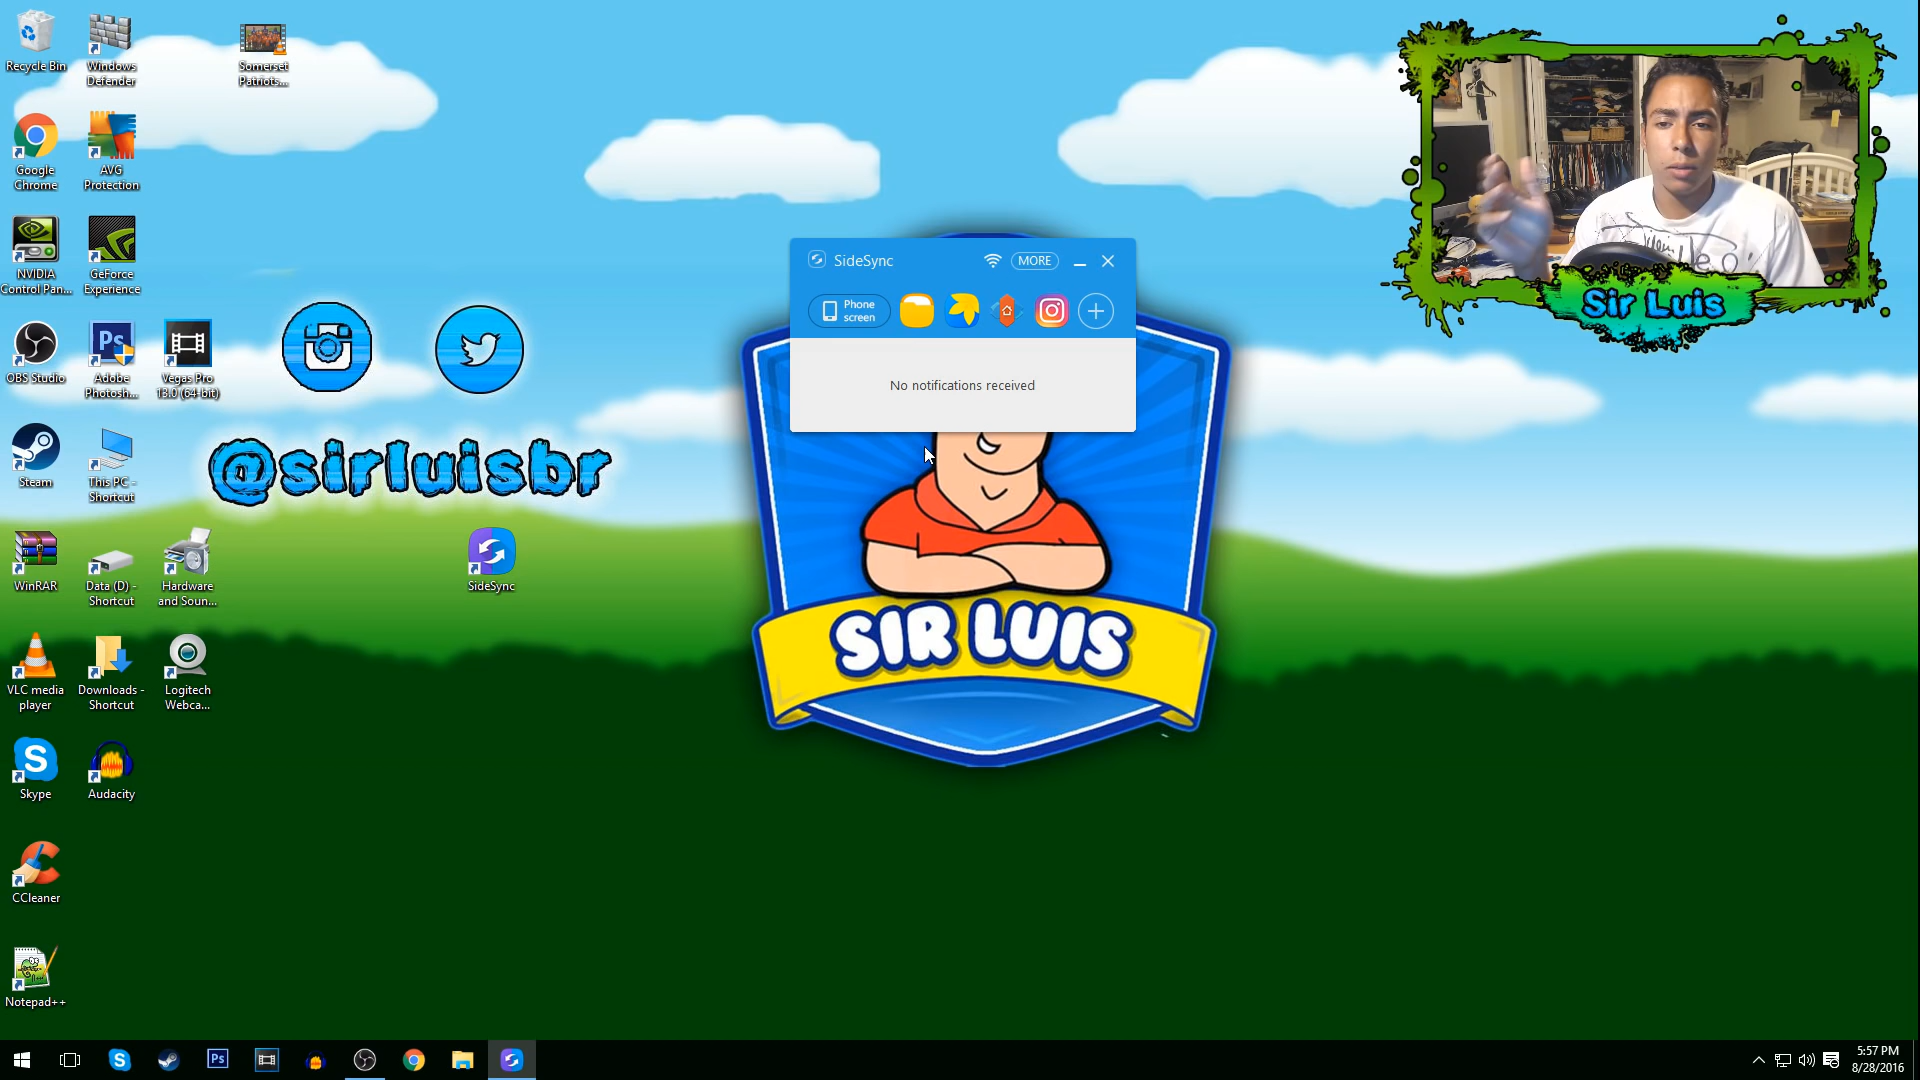 Recycle Bin
Windows
Defender
Somerset
Patriots...
Google
Chrome
AVG
Protection
NVIDIA
Control Pan...
GeForce
Experience
OBS Studio
Ps
Adobe
Photosh...
Vegas Pro
13.0 (64-bit)
Steam
This PC -
Shortcut
WinRAR
Data (D) -
Shortcut
Hardware
and Soun...
SideSync
VLC media
player
Downloads -
Shortcut
Logitech
Webca...
Skype
Audacity
CCleaner
Notepad++
@sirluisbr
SideSync
MORE
Phone
screen
No notifications received
SIR LUIS
Sir Luis
Ps
5:57 PM
8/28/2016